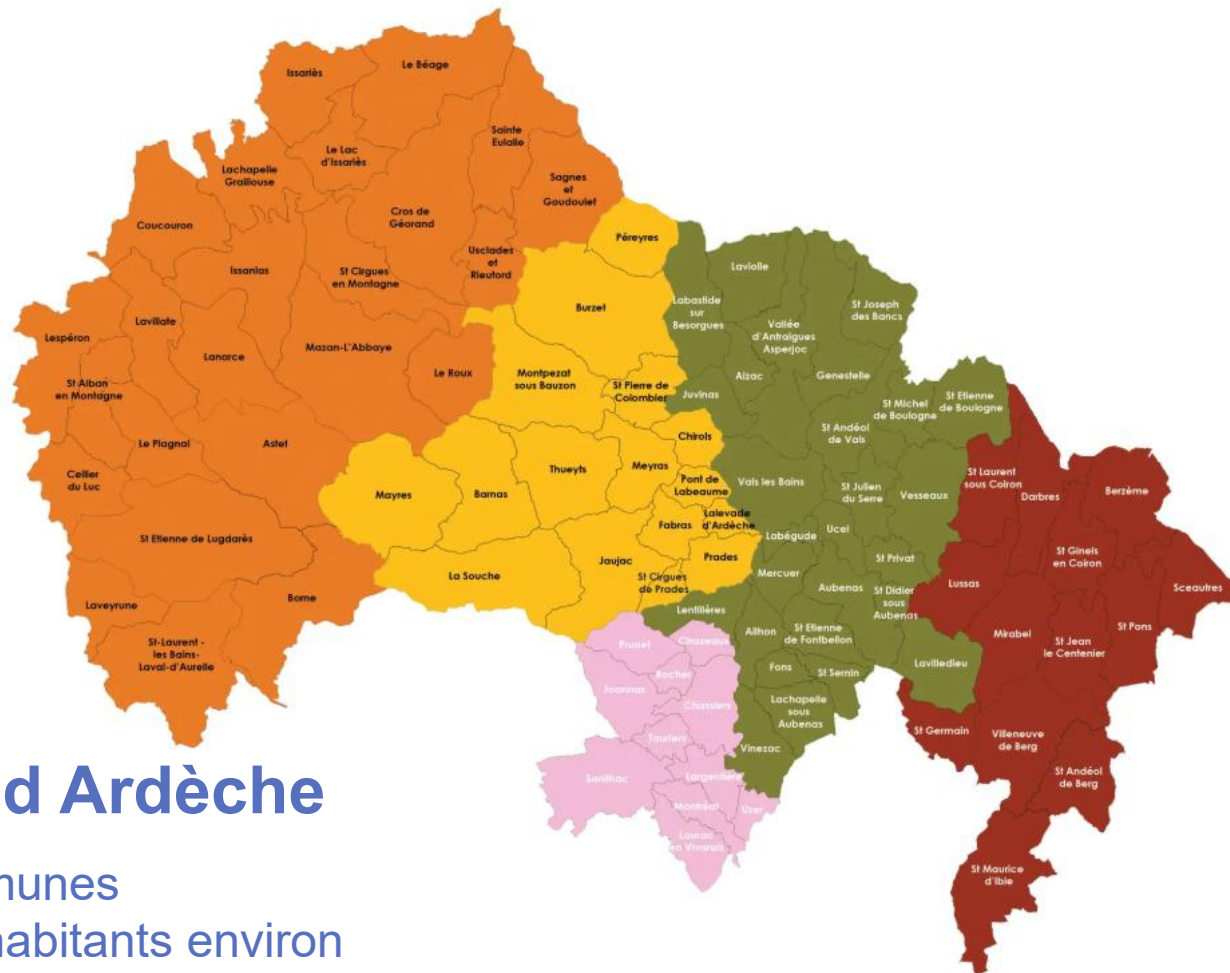 Issarlès
Le Béage
Sainte
Eulalie
Le Lac
d'Issarlès
Lachapelle
Graillouse
Sagnes
et
Goudoulet
Cros de
Géorand
Coucouron
Usclades
et
Rieutord
Issanlas
St Cirgues
en Montagne
Lavillate
Lespéron
Lanarce
Mazan-L'Abbaye
Le Roux
St Alban
en Montagne
Le Plagnal
Astet
Cellier
du Luc
St Etienne de Lugdarès
Laveyrune
Borne
St-Laurent -
les Bains-
Laval-d'Aurelle
Péreyres
Burzet
Montpezat
sous Bauzon
St Pierre de
Colombier
Chirols
Mayres
Barnas
Thueyts
Meyras
Pont de
Labeaume
Fabras
Lalevade
d'Ardèche
Jaujac
Prades
La Souche
St Cirgues
de Prades
Laviolle
Labastide
sur
Besorgues
St Joseph
des Bancs
Vallée
d'Antraigues
Asperjoc
Aizac
Genestelle
Juvinas
St Michel
de Boulogne
St Etienne
de Boulogne
St Andéol
de Vals
Vals les Bains
St Julien
du Serre
Vesseaux
Labégude
Ucel
St Privat
Mercuer
Aubenas
St Didier
sous
Aubenas
Lentillères
Ailhon
St Etienne
de Fontbellon
Fons
St Sernin
Lavilledieu
Lachapelle
sous
Aubenas
Vinezac
Prunet
Chazeaux
Rocher
Joannas
Chassiers
Tauriers
Sanilhac
Largentière
Montréal
Uzer
Laurac
en Vivarais
St Laurent
sous Coiron
Darbres
Berzème
St Gineis
en Coiron
Lussas
Sceautres
Mirabel
St Jean
le Centenier
St Pons
St Germain
Villeneuve
de Berg
St Andéol
de Berg
St Maurice
d'Ibie
d Ardèche
munes
habitants environ